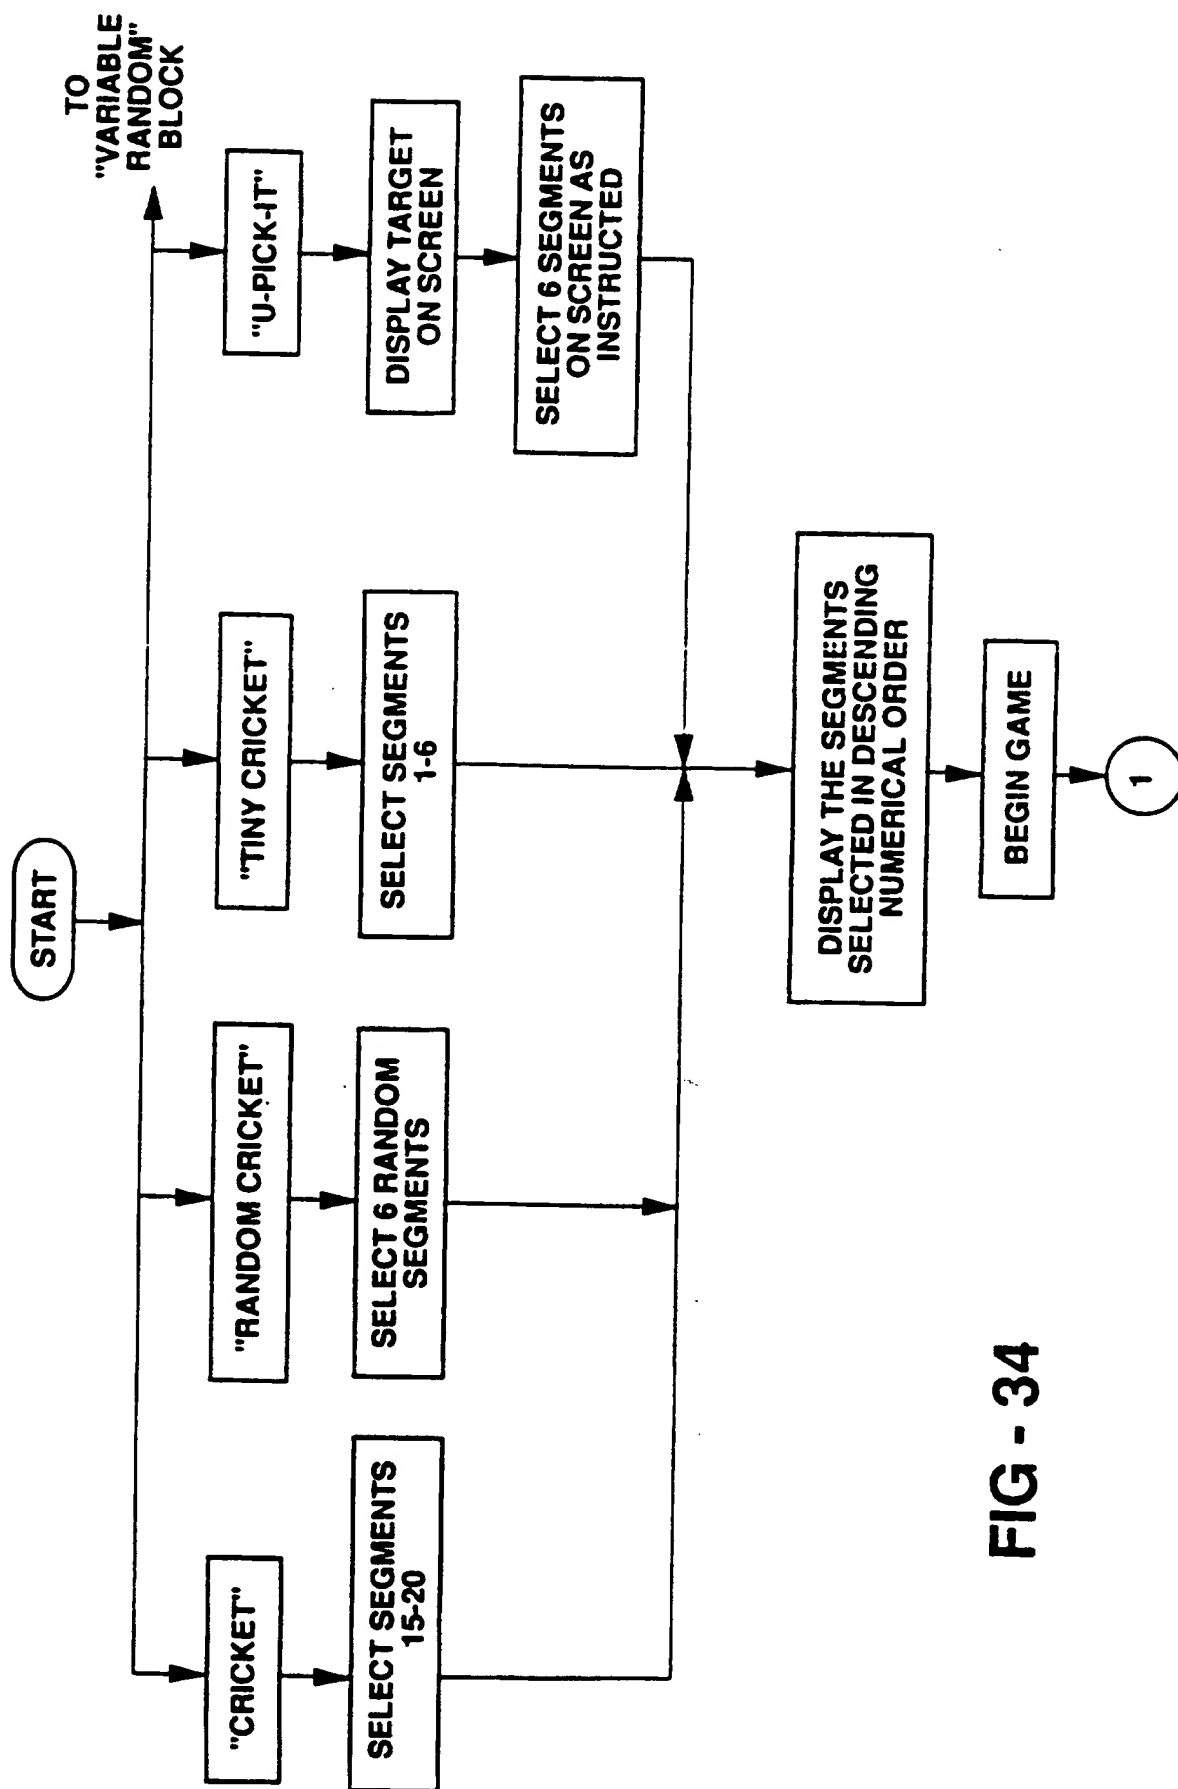 START
TO
"VARIABLE
RANDOM"
BLOCK
"CRICKET"
SELECT SEGMENTS
15-20
"RANDOM CRICKET"
SELECT 6 RANDOM
SEGMENTS
"TINY CRICKET"
SELECT SEGMENTS
1-6
"U-PICK-IT"
DISPLAY TARGET
ON SCREEN
SELECT 6 SEGMENTS
ON SCREEN AS
INSTRUCTED
DISPLAY THE SEGMENTS
SELECTED IN DESCENDING
NUMERICAL ORDER
BEGIN GAME
1
FIG - 34